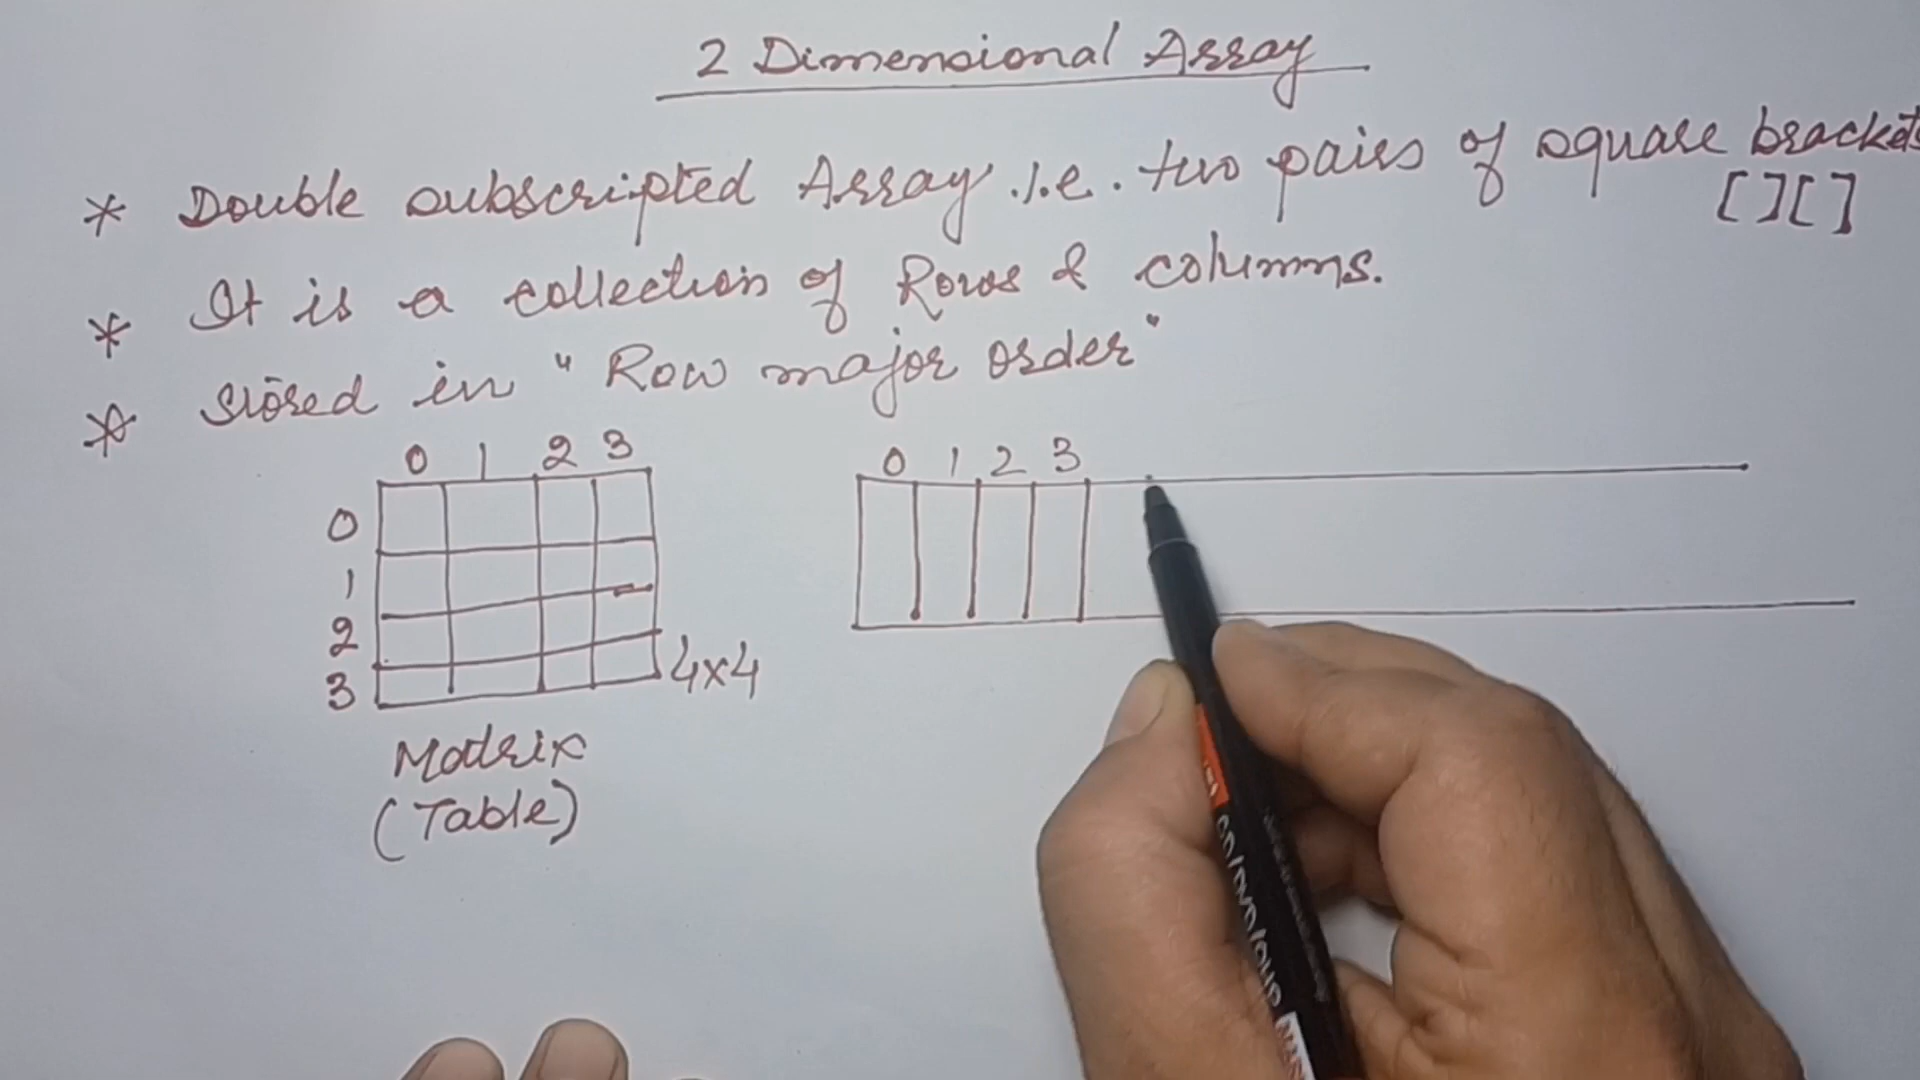 2 Dimensional Array
* Double subscripted Array i.e. two pairs of square brackets
[][]
* It is a collection of Rows & columns.
* Stored in "Row major order"
0 1 2 3
0
1
2
3
4x4
Matrix
(Table)
0 1 2 3